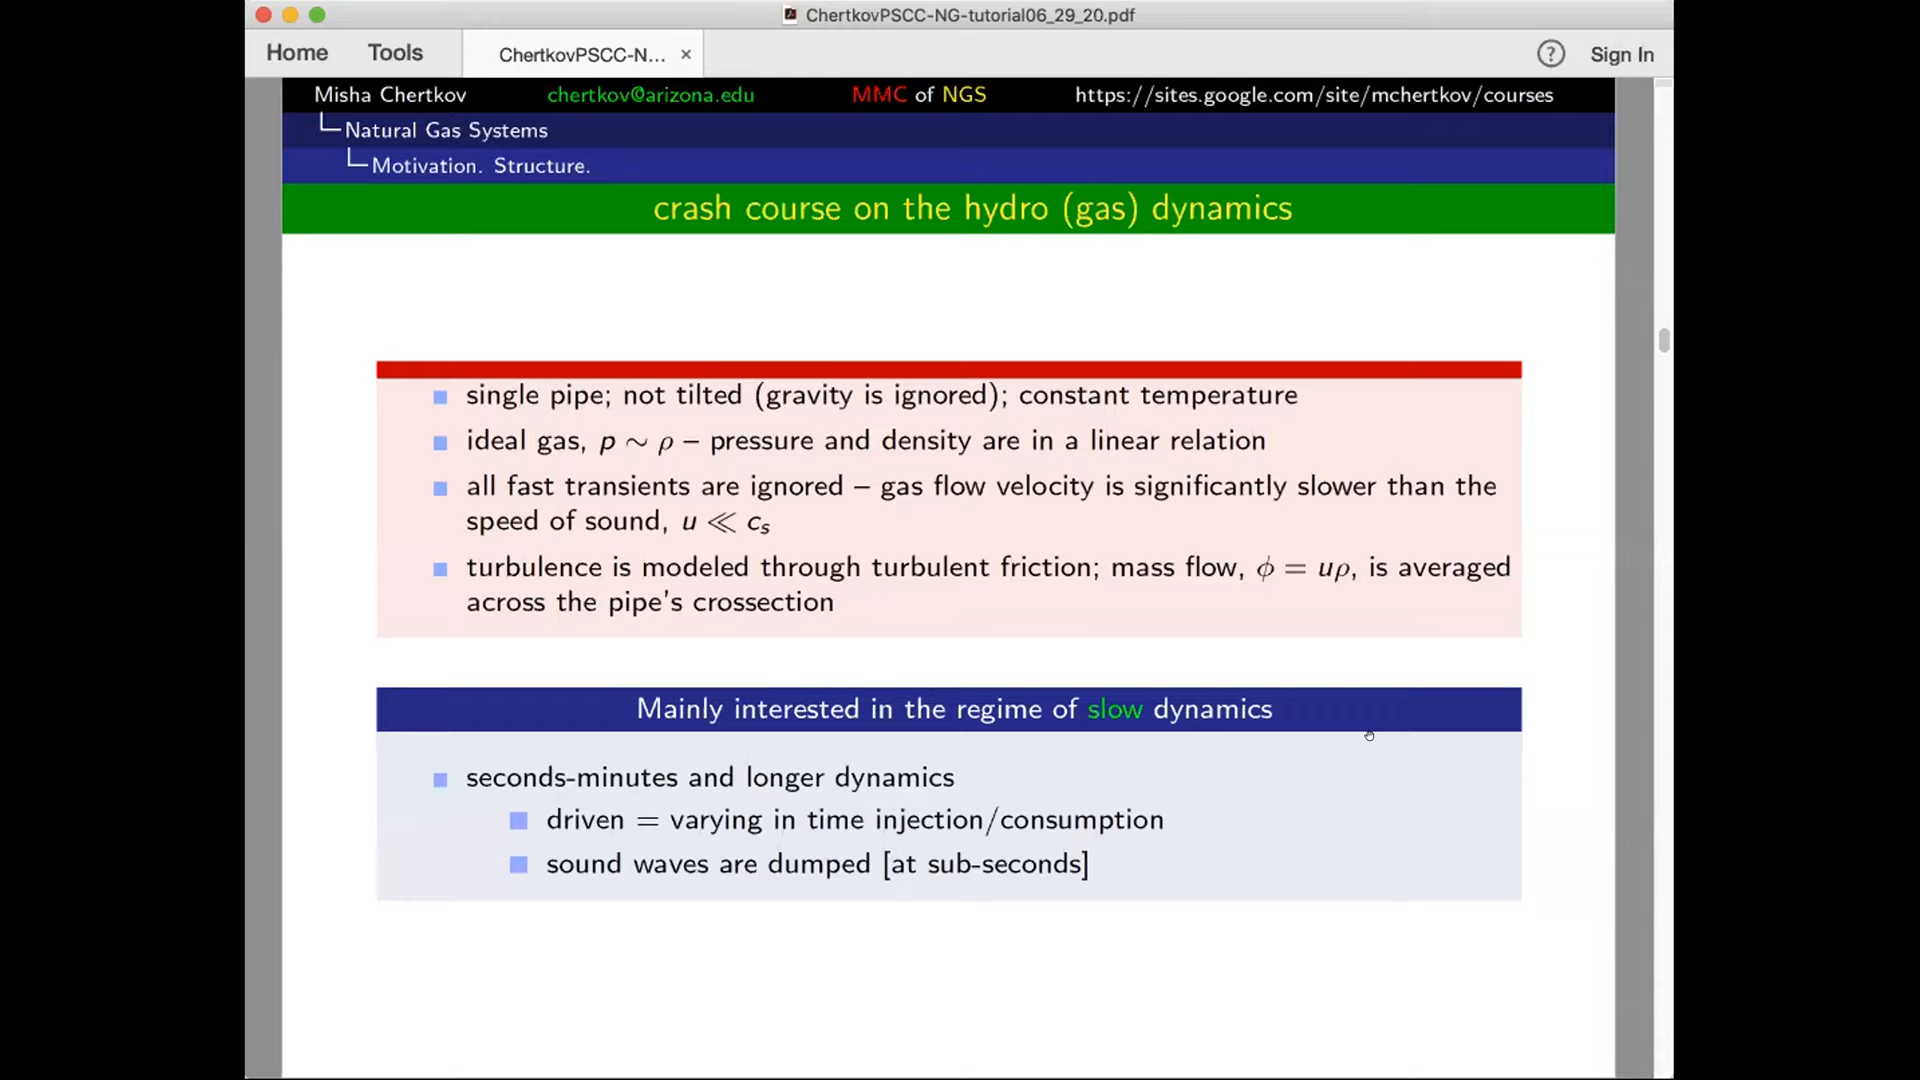 ChertkovPSCC-NG-tutorial06_29_20.pdf
Home Tools ChertkovPSCC-N... × ? Sign In
Misha Chertkov chertkov@arizona.edu MMC of NGS https://sites.google.com/site/mchertkov/courses
Natural Gas Systems
Motivation. Structure.
crash course on the hydro (gas) dynamics
single pipe; not tilted (gravity is ignored); constant temperature
ideal gas, p ∼ ρ – pressure and density are in a linear relation
all fast transients are ignored – gas flow velocity is significantly slower than the
speed of sound, u ≪ cₛ
turbulence is modeled through turbulent friction; mass flow, ϕ = uρ, is averaged
across the pipe's crossection
Mainly interested in the regime of slow dynamics
seconds-minutes and longer dynamics
driven = varying in time injection/consumption
sound waves are dumped [at sub-seconds]